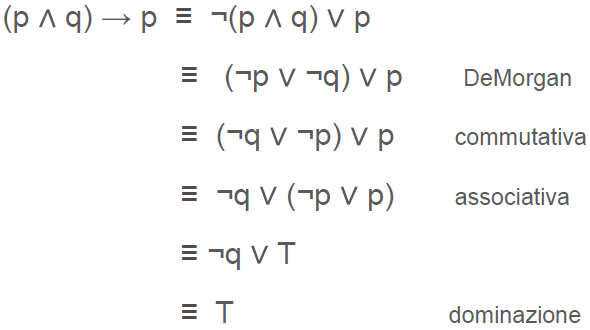 (p ∧ q) → p ≡ ¬(p ∧ q) ∨ p
≡ (¬p ∨ ¬q) ∨ p DeMorgan
≡ (¬q ∨ ¬p) ∨ p commutativa
≡ ¬q ∨ (¬p ∨ p) associativa
≡ ¬q ∨ T
≡ T dominazione